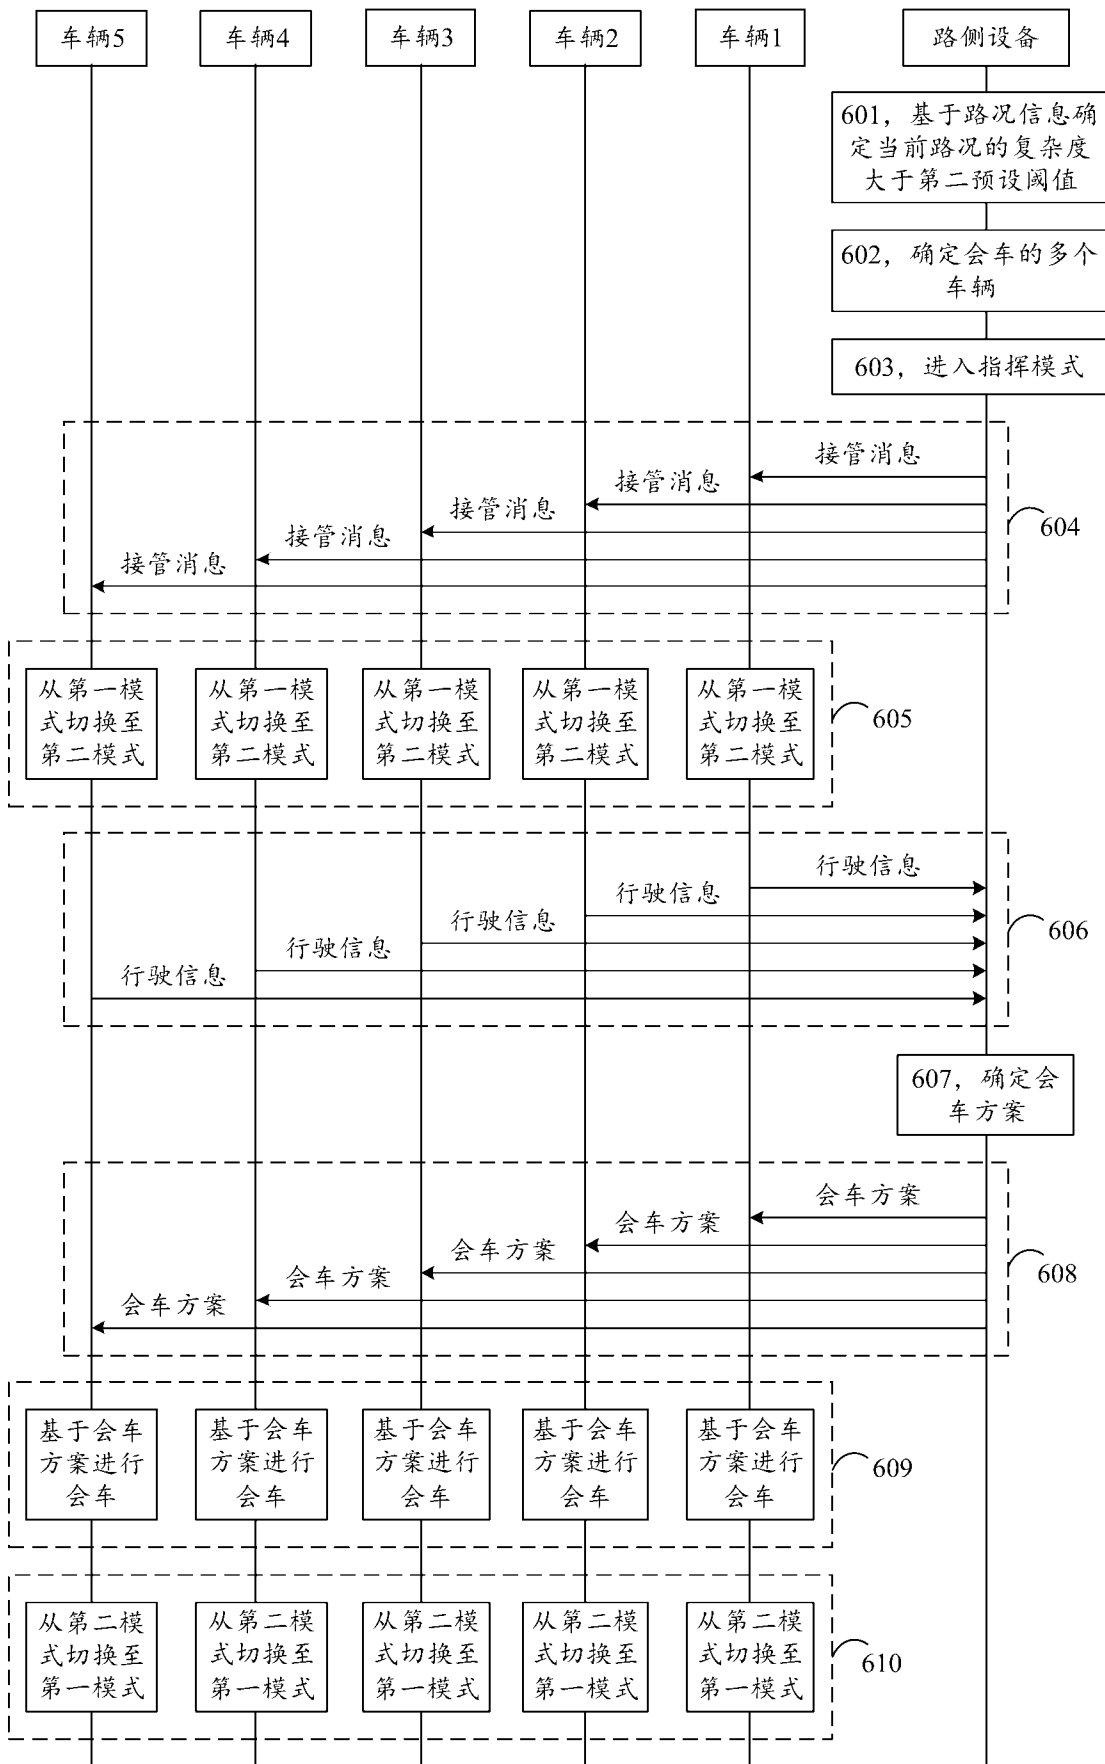 车辆5
车辆4
车辆3
车辆2
车辆1
路侧设备
601，基于路况信息确
定当前路况的复杂度
大于第二预设阈值
602，确定会车的多个
车辆
603，进入指挥模式
接管消息
接管消息
接管消息
接管消息
接管消息
604
从第一模
式切换至
第二模式
从第一模
式切换至
第二模式
从第一模
式切换至
第二模式
从第一模
式切换至
第二模式
从第一模
式切换至
第二模式
605
行驶信息
行驶信息
行驶信息
行驶信息
行驶信息
606
607，确定会
车方案
会车方案
会车方案
会车方案
会车方案
会车方案
608
基于会车
方案进行
会车
基于会车
方案进行
会车
基于会车
方案进行
会车
基于会车
方案进行
会车
基于会车
方案进行
会车
609
从第二模
式切换至
第一模式
从第二模
式切换至
第一模式
从第二模
式切换至
第一模式
从第二模
式切换至
第一模式
从第二模
式切换至
第一模式
610